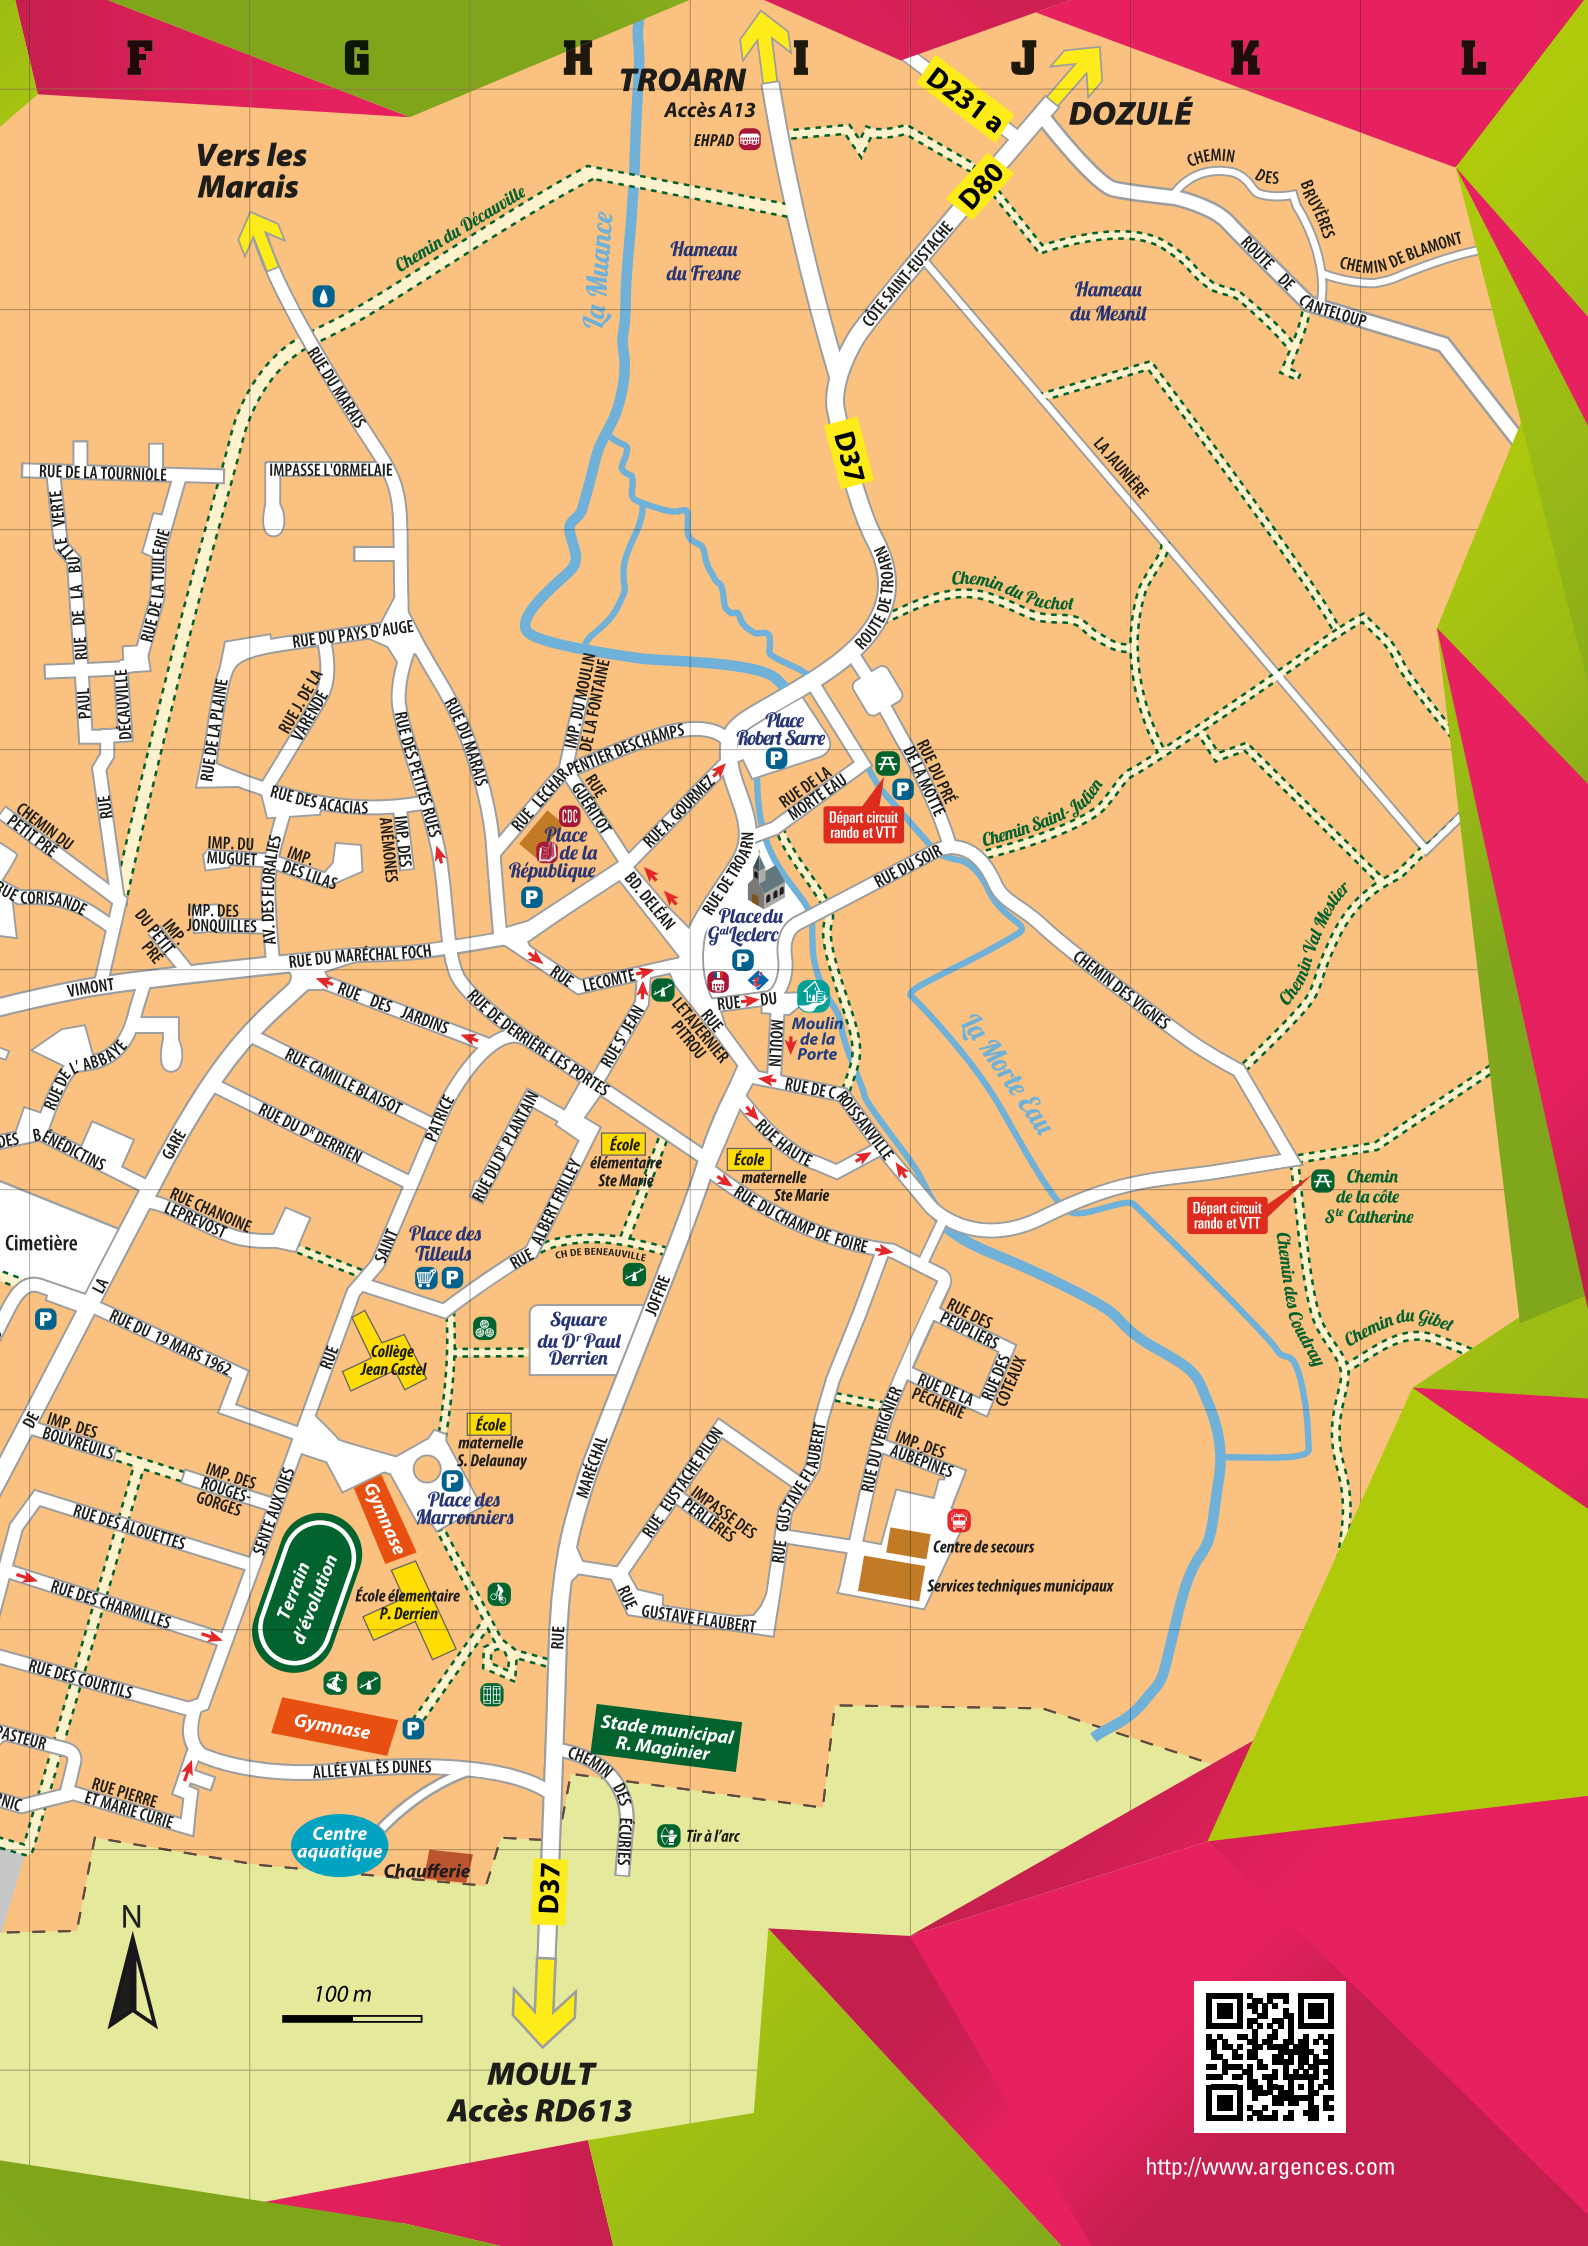 F
G
H
I
J
K
L
TROARN
Accès A13
EHPAD
D231 a
DOZULÉ
D80
Vers les
Marais
Chemin du Décauville
La Muance
Hameau
du Fresne
CÔTE SAINT-EUSTACHE
Hameau
du Mesnil
CHEMIN DES BRUYÈRES
CHEMIN DE BLAMONT
ROUTE DE CANTELOUP
RUE DU MARAIS
D37
LA JAUNIÈRE
RUE DE LA TOURNIOLE
IMPASSE L'ORMELAIE
RUE DE LA BUTTE VERTE
RUE DE LA TUILERIE
ROUTE DE TROARN
Chemin du Puchot
RUE DU PAYS D'AUGE
RUE PAUL DÉCAUVILLE
RUE DE LA PLAINE
RUE J. DE LA
VARENDE
RUE DES PETITES RUES
RUE DU MARAIS
IMP. DU MOULIN
DE LA FONTAINE
RUE LECHARPENTIER DESCHAMPS
Place
Robert Sarre
P
RUE DE LA
MORTE EAU
RUE DU PRÉ
DE LA MOTTE
P
Départ circuit
rando et VTT
Chemin Saint-Julien
CHEMIN DU
PETIT PRÉ
RUE DES ACACIAS
IMP. DU
MUGUET
IMP.
DES LILAS
IMP. DES
ANÉMONES
AV. DES FLORALIES
RUE
GUÉRITOT
RUE A. GOURMEZ
CDC
Place
de la
République
P
BD. DELÉAN
RUE DE TROARN
RUE DU SOIR
RUE CORISANDE
IMP.
DU PETIT
PRÉ
IMP. DES
JONQUILLES
Place du
Gal Leclerc
P
RUE DU MARÉCHAL FOCH
VIMONT
RUE LECOMTE
RUE DES JARDINS
RUE DE DERRIÈRE LES PORTES
RUE St JEAN
LETAVERNIER
PITROU
RUE
RUE DU
MOULIN
Moulin
de la
Porte
CHEMIN DES VIGNES
Chemin Val Meslier
La Morte Eau
RUE DE L'ABBAYE
RUE CAMILLE BLAISOT
RUE DU Dr DERRIEN
PATRICE
RUE DU Dr PLANTAIN
RUE DE CROISSANVILLE
DES BÉNÉDICTINS
GARE
RUE HAUTE
École
élémentaire
Ste Marie
École
maternelle
Ste Marie
RUE CHANOINE
LEPREVOST
RUE ALBERT FRILLEY
CH DE BENEAUVILLE
RUE DU CHAMP DE FOIRE
Départ circuit
rando et VTT
Chemin
de la côte
Ste Catherine
Cimetière
SAINT
Place des
Tilleuls
P
JOFFRE
Chemin des Coudray
Chemin du Gibet
LA
P
RUE DU 19 MARS 1962
RUE
Collège
Jean Castel
Square
du Dr Paul
Derrien
RUE DES
PEUPLIERS
RUE DES
COTEAUX
RUE DE LA
PÊCHERIE
DE
IMP. DES
BOUVREUILS
IMP. DES
ROUGES-
GORGES
SENTE AUX OIES
École
maternelle
S. Delaunay
P
Place des
Marronniers
MARÉCHAL
RUE EUSTACHE PILON
IMPASSE DES
PERLIÈRES
RUE GUSTAVE FLAUBERT
RUE DU VERIGNIER
IMP. DES
AUBÉPINES
RUE DES ALOUETTES
Gymnase
Terrain
d'évolution
École élementaire
P. Derrien
Centre de secours
Services techniques municipaux
RUE DES CHARMILLES
RUE
GUSTAVE FLAUBERT
RUE
RUE DES COURTILS
Gymnase
P
Stade municipal
R. Maginier
PASTEUR
ALLÉE VAL ÈS DUNES
CHEMIN DES ÉCURIES
RUE PIERRE
ET MARIE CURIE
RNIC
Centre
aquatique
Chaufferie
Tir à l'arc
D37
N
100 m
MOULT
Accès RD613
http://www.argences.com